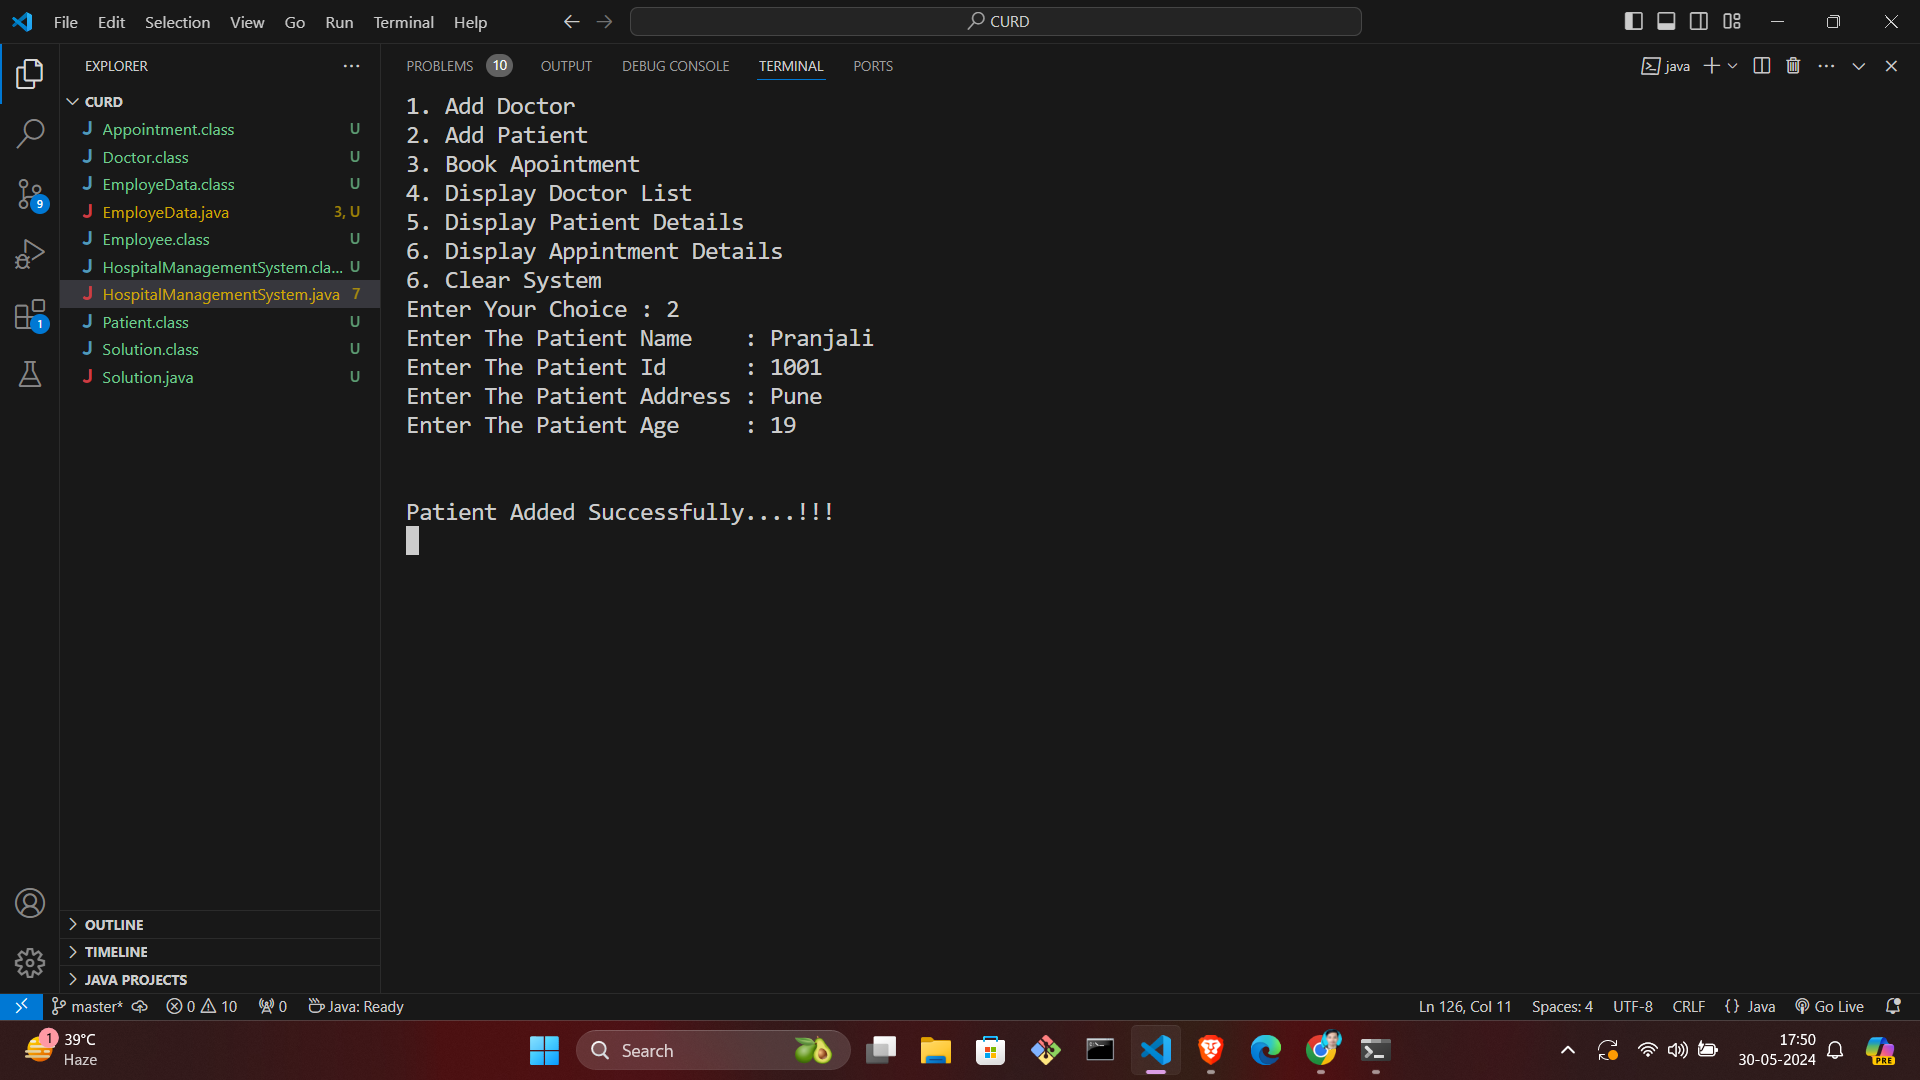 File Edit Selection View Go Run Terminal Help
CURD
EXPLORER
CURD
Appointment.class U
Doctor.class U
EmployeData.class U
EmployeData.java 3, U
Employee.class U
HospitalManagementSystem.cla... U
HospitalManagementSystem.java 7
Patient.class U
Solution.class U
Solution.java U
OUTLINE
TIMELINE
JAVA PROJECTS
9
1
PROBLEMS 10 OUTPUT DEBUG CONSOLE TERMINAL PORTS
java
1. Add Doctor
2. Add Patient
3. Book Apointment
4. Display Doctor List
5. Display Patient Details
6. Display Appintment Details
6. Clear System
Enter Your Choice : 2
Enter The Patient Name : Pranjali
Enter The Patient Id : 1001
Enter The Patient Address : Pune
Enter The Patient Age : 19
Patient Added Successfully....!!!
master* 0 10 0 Java: Ready
Ln 126, Col 11 Spaces: 4 UTF-8 CRLF {} Java Go Live
1
39°C
Haze
Search
17:50
30-05-2024
PRE